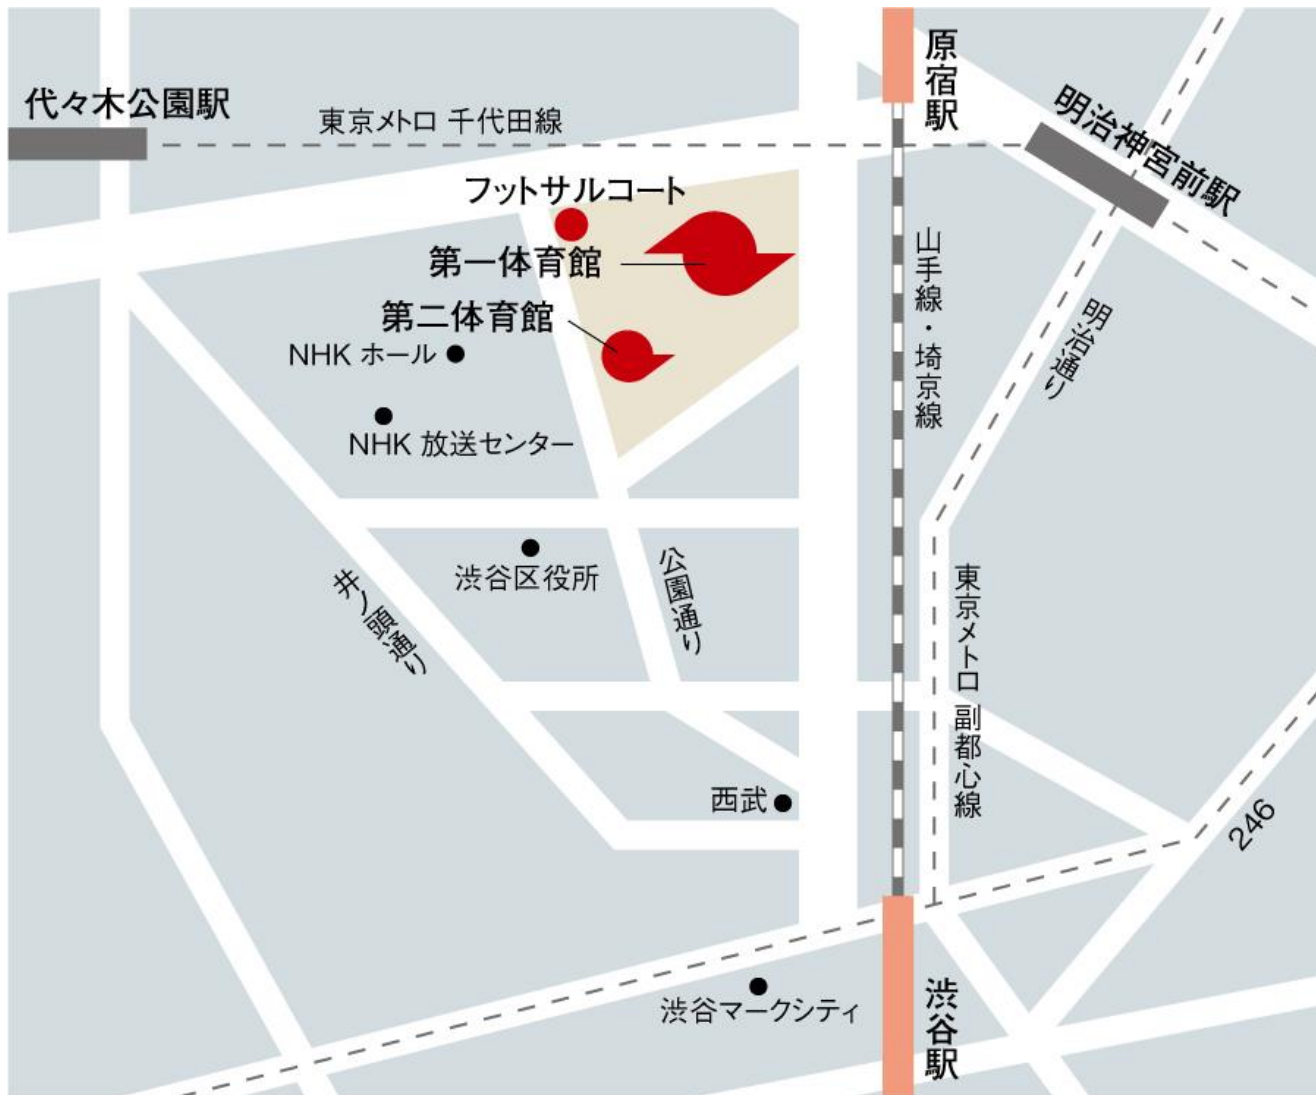 原宿駅
代々木公園駅
東京メトロ 千代田線
明治神宮前駅
フットサルコート
第一体育館
山手線・埼京線
第二体育館
明治通り
NHK ホール
NHK 放送センター
渋谷区役所
公園通り
井ノ頭通り
東京メトロ 副都心線
西武
246
渋谷マークシティ
渋谷駅